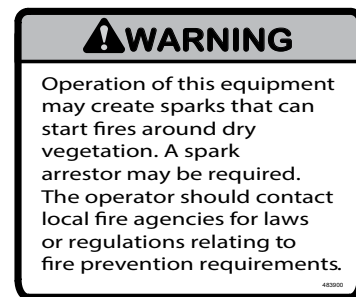 WARNING
Operation of this equipment
may create sparks that can
start fires around dry
vegetation. A spark
arrestor may be required.
The operator should contact
local fire agencies for laws
or regulations relating to
fire prevention requirements.
483900